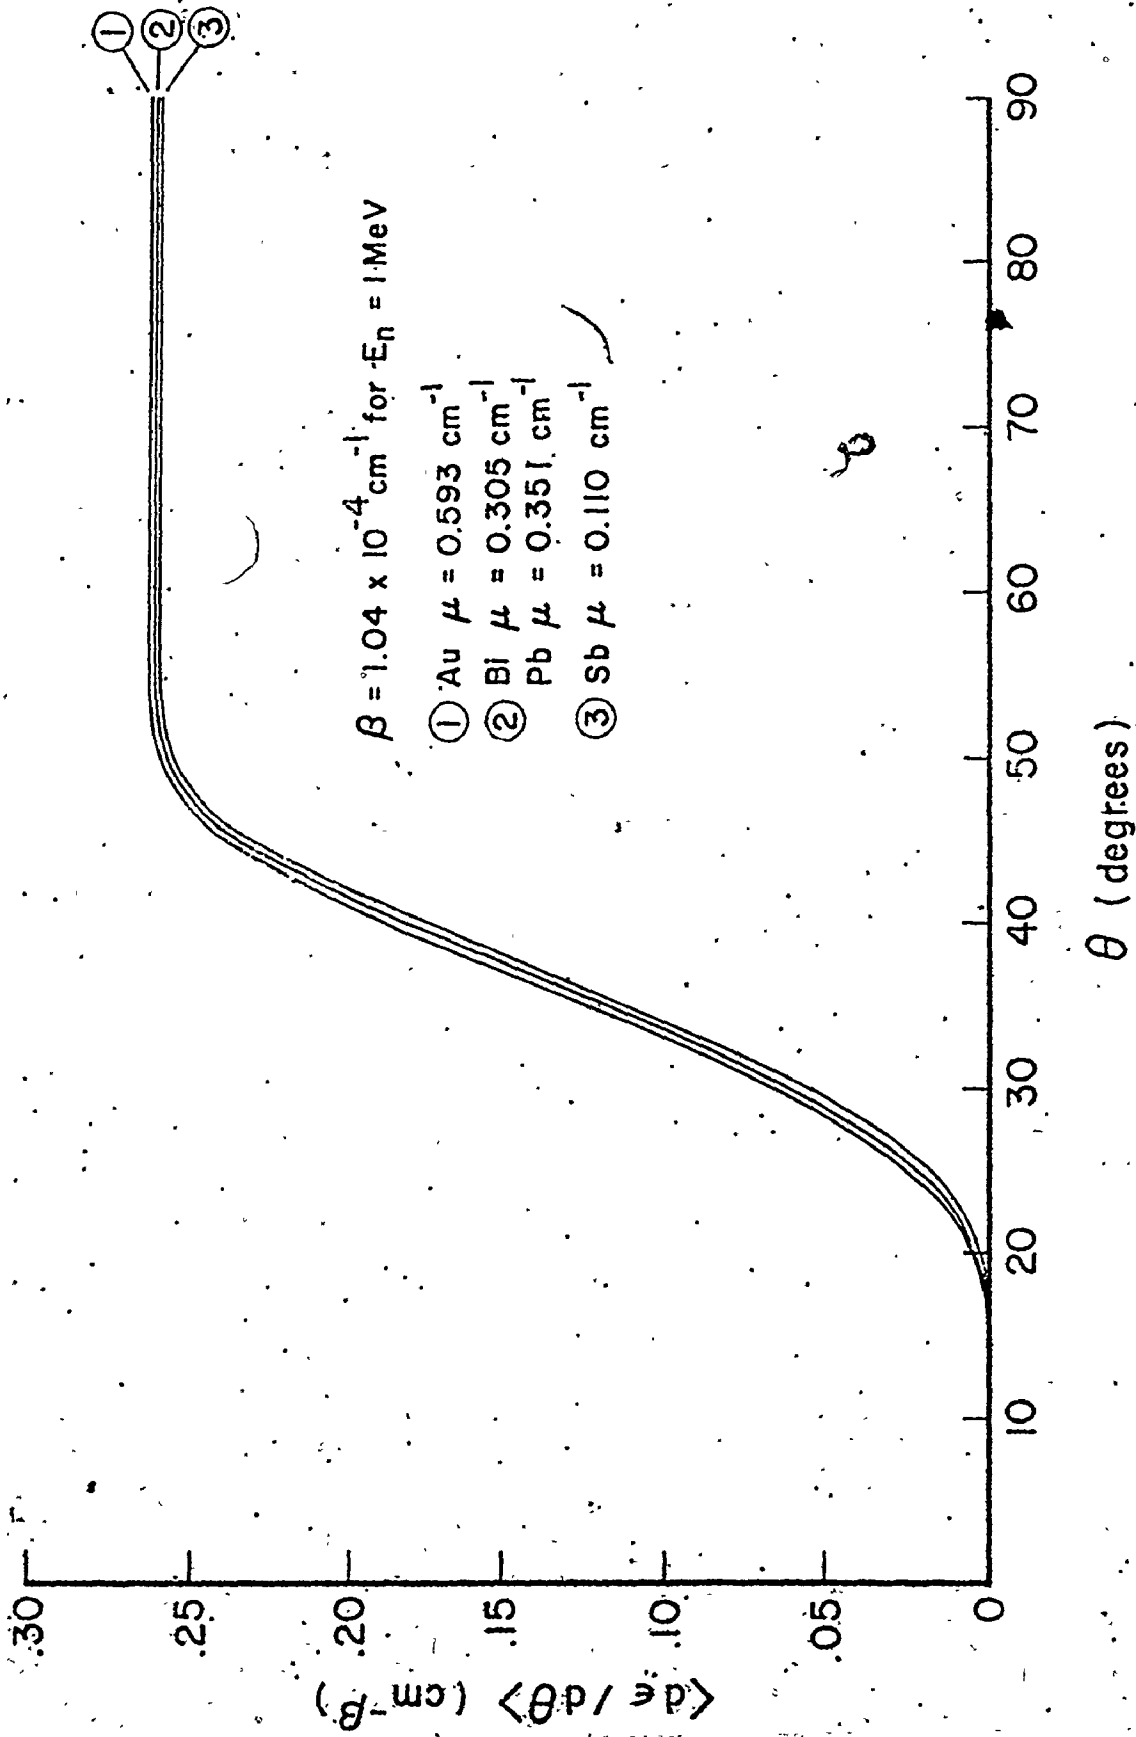 ① ② ③
.30
.25
.20
.15
.10
.05
0
⟨dϵ/dθ⟩ (cm⁻β)
β = 1.04 x 10⁻⁴ cm⁻¹ for En = 1 MeV
① Au μ = 0.593 cm⁻¹
② Bi μ = 0.305 cm⁻¹
Pb μ = 0.351 cm⁻¹
③ Sb μ = 0.110 cm⁻¹
10 20 30 40 50 60 70 80 90
θ (degrees)